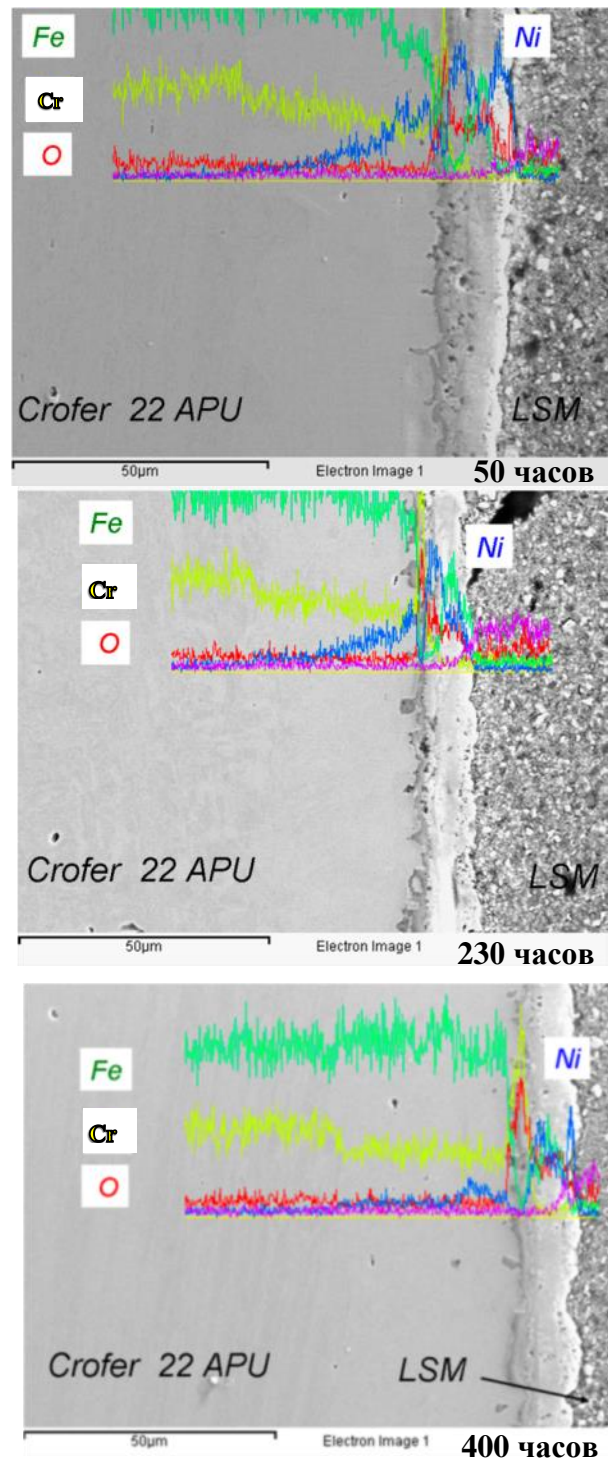 Fe Ni
Cr
O
Crofer 22 APU LSM
50µm Electron Image 1 50 часов
Fe Ni
Cr
O
Crofer 22 APU LSM
50µm Electron Image 1 230 часов
Fe Ni
Cr
O
Crofer 22 APU LSM
50µm Electron Image 1 400 часов